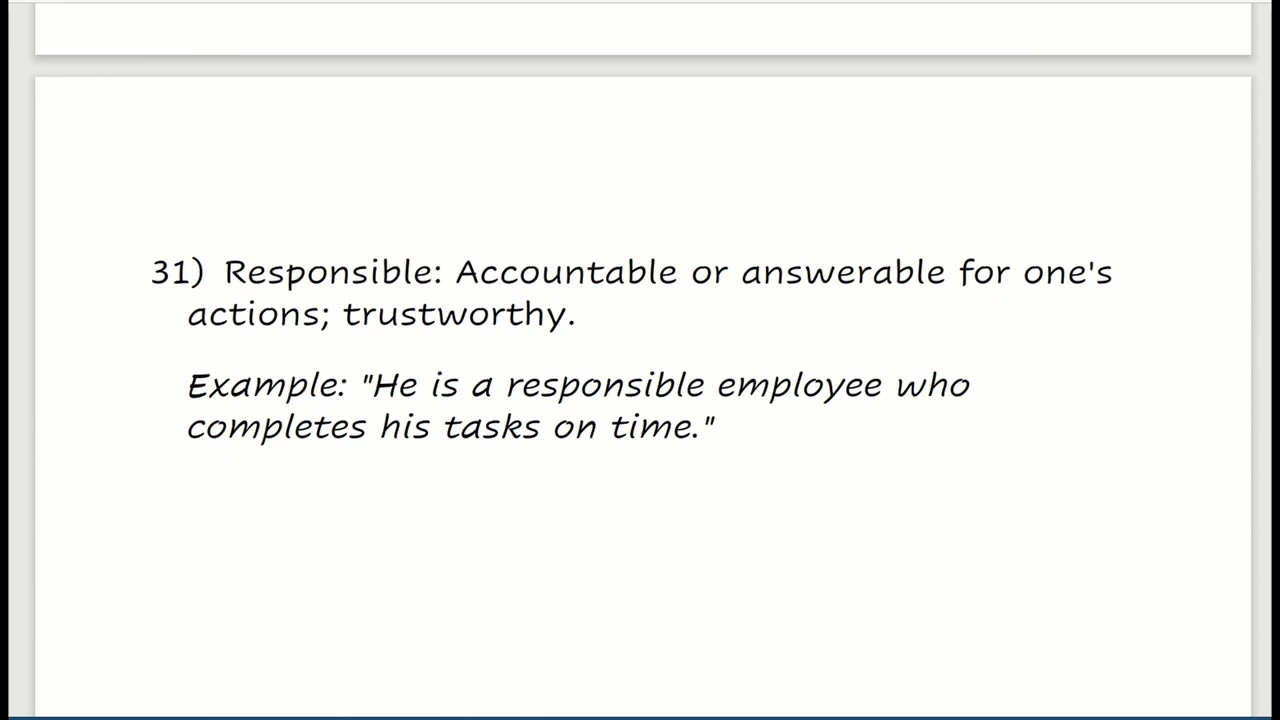 31) Responsible: Accountable or answerable for one's
actions; trustworthy.
Example: "He is a responsible employee who
completes his tasks on time."